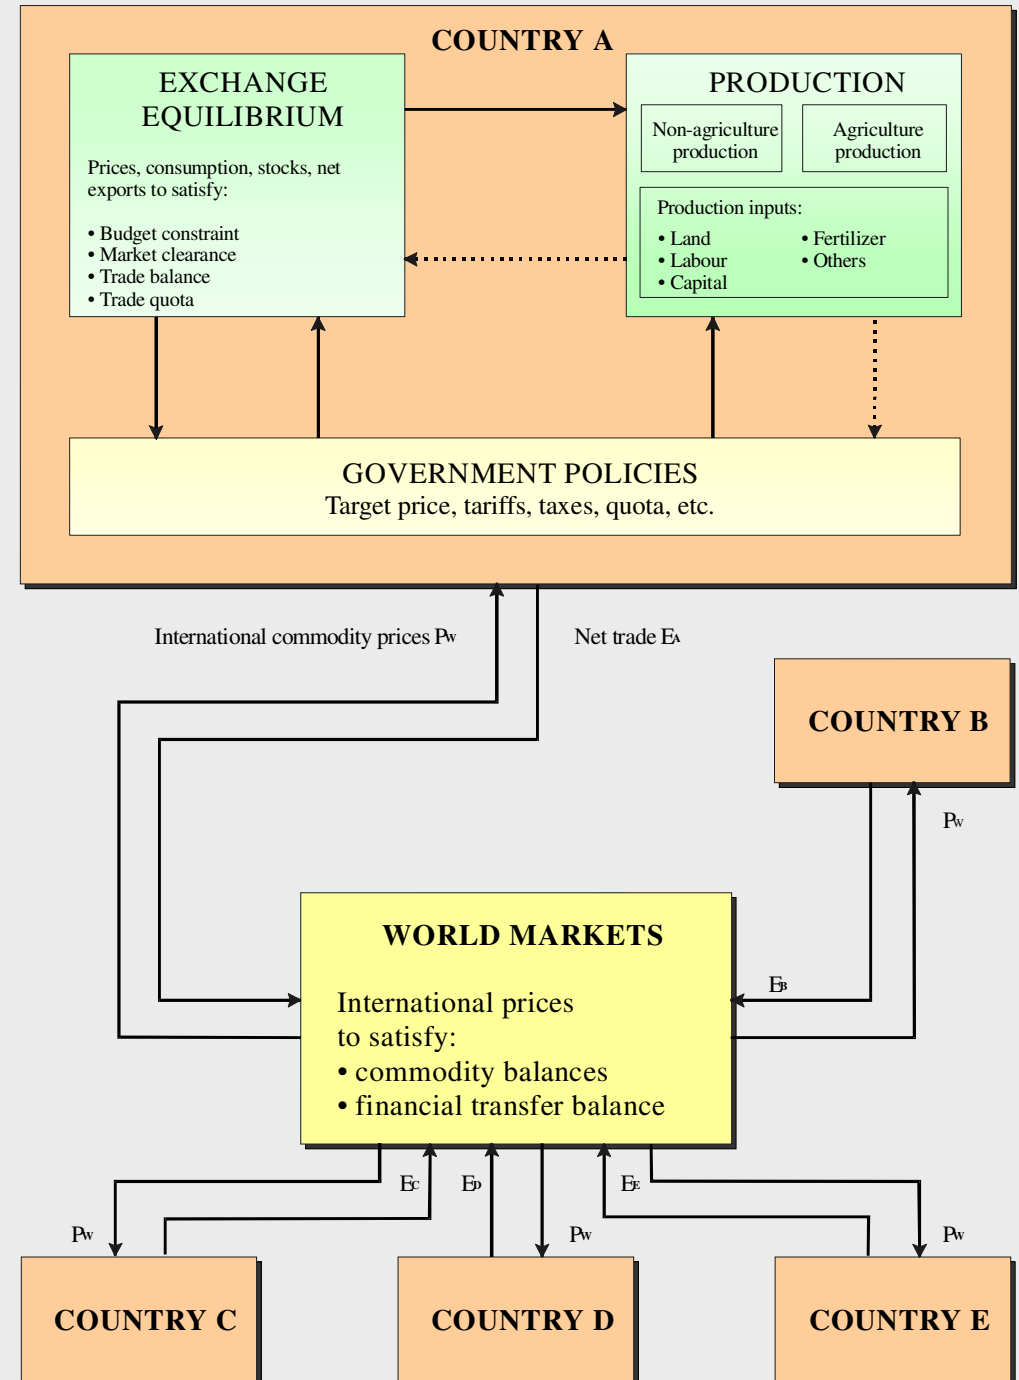 COUNTRY A
EXCHANGE
EQUILIBRIUM
Prices, consumption, stocks, net
exports to satisfy:
• Budget constraint
• Market clearance
• Trade balance
• Trade quota
PRODUCTION
Non-agriculture
production
Agriculture
production
Production inputs:
• Land
• Labour
• Capital
• Fertilizer
• Others
GOVERNMENT POLICIES
Target price, tariffs, taxes, quota, etc.
International commodity prices PW
Net trade EA
COUNTRY B
PW
EB
WORLD MARKETS
International prices
to satisfy:
• commodity balances
• financial transfer balance
EC
ED
EE
PW
PW
PW
COUNTRY C
COUNTRY D
COUNTRY E